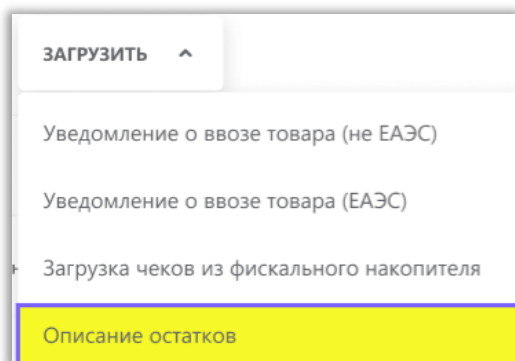 ЗАГРУЗИТЬ
Уведомление о ввозе товара (не ЕАЭС)
Уведомление о ввозе товара (ЕАЭС)
Загрузка чеков из фискального накопителя
Описание остатков